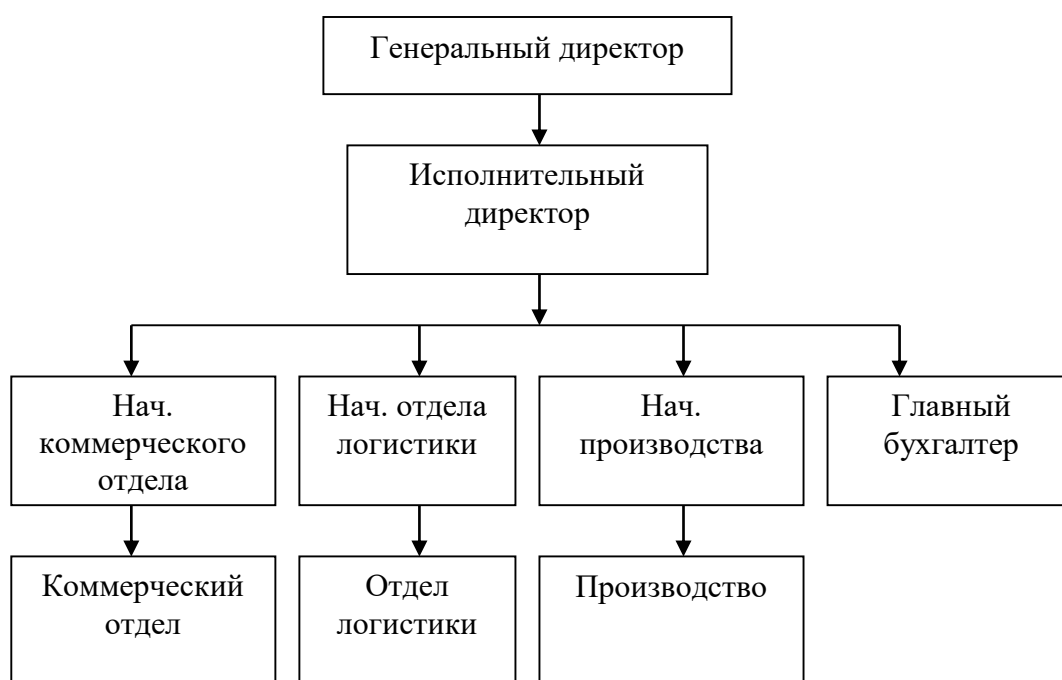 Генеральный директор
Исполнительный
директор
Нач.
коммерческого
отдела
Нач. отдела
логистики
Нач.
производства
Главный
бухгалтер
Коммерческий
отдел
Отдел
логистики
Производство